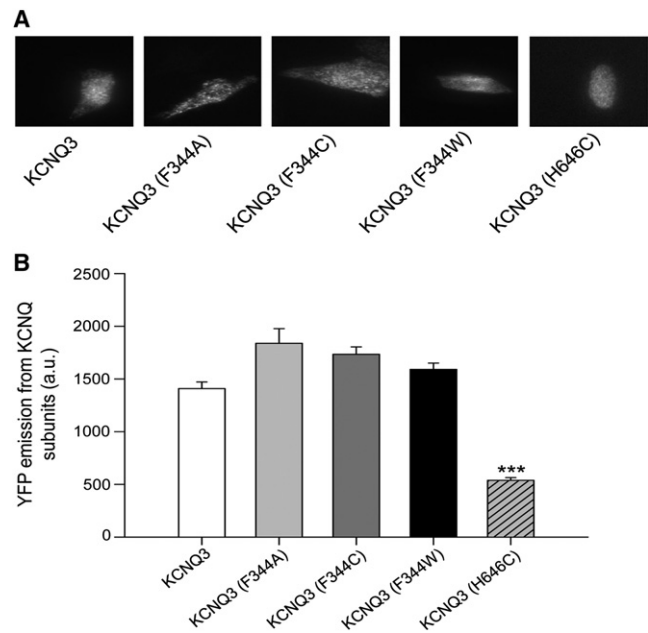 A
KCNQ3
KCNQ3 (F344A)
KCNQ3 (F344C)
KCNQ3 (F344W)
KCNQ3 (H646C)
B
YFP emission from KCNQ
subunits (a.u.)
2500
2000
1500
1000
500
0
***
KCNQ3
KCNQ3 (F344A)
KCNQ3 (F344C)
KCNQ3 (F344W)
KCNQ3 (H646C)